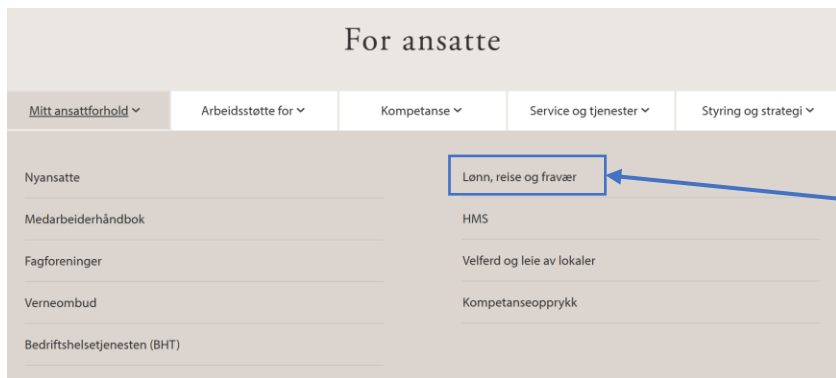 For ansatte
Mitt ansattforhold
Arbeidsstøtte for
Kompetanse
Service og tjenester
Styring og strategi
Nyansatte
Medarbeiderhåndbok
Fagforeninger
Verneombud
Bedriftshelsetjenesten (BHT)
Lønn, reise og fravær
HMS
Velferd og leie av lokaler
Kompetanseopprykk